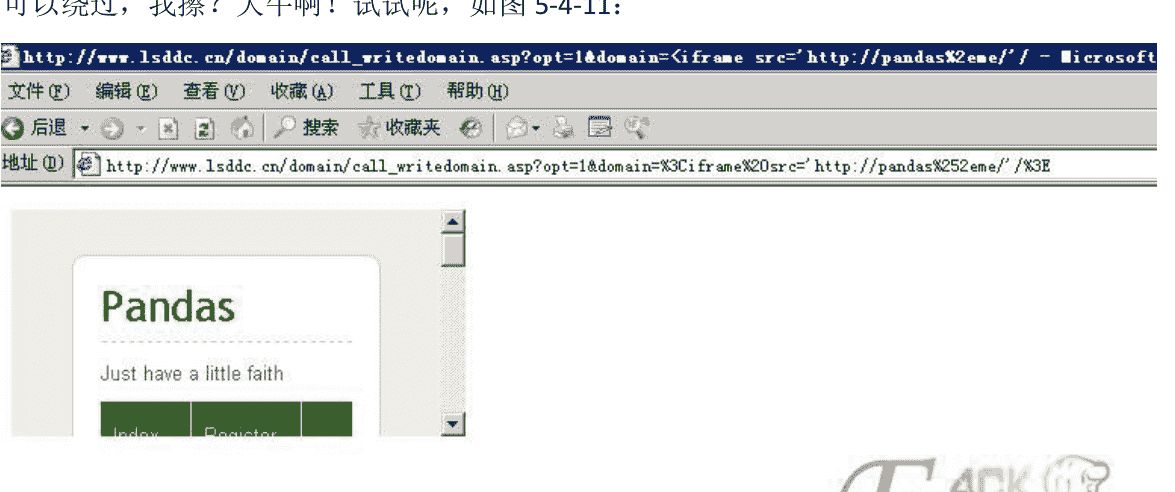 可以绕过，我擦？大牛啊！试试呢，如图 5-4-11：
http://www.lsddc.cn/domain/call_writedomain.asp?opt=1&domain=<iframe src='http://pandas%2eme/'/ - Microsoft
文件(F) 编辑(E) 查看(V) 收藏(A) 工具(T) 帮助(H)
后退 搜索 收藏夹
地址(D) http://www.lsddc.cn/domain/call_writedomain.asp?opt=1&domain=%3Ciframe%20src='http://pandas%252eme/'/%3E
Pandas
Just have a little faith
Index Register